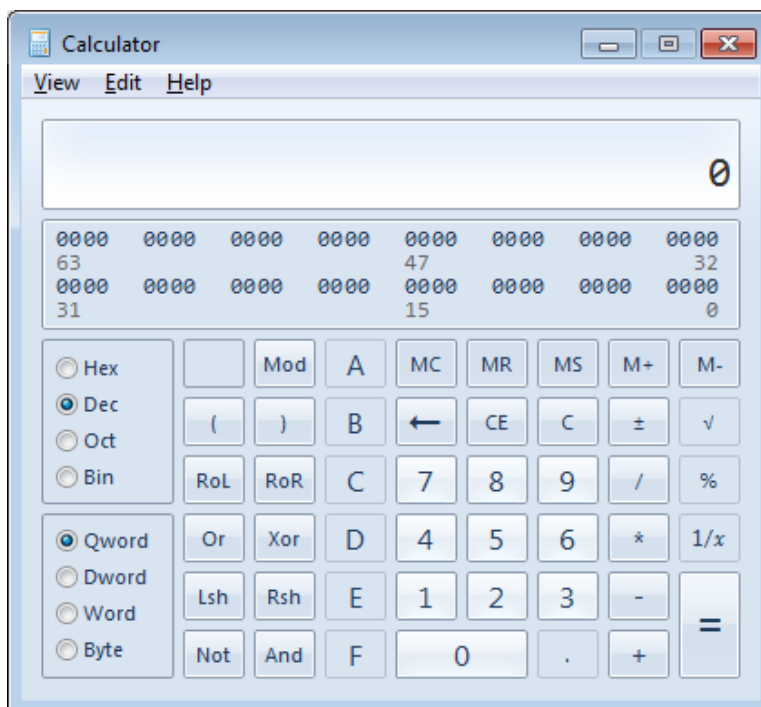 Calculator
View Edit Help
0
0000 0000 0000 0000 0000 0000 0000 0000
63 47 32
0000 0000 0000 0000 0000 0000 0000 0000
31 15 0
Hex Mod A MC MR MS M+ M-
Dec ( ) B ← CE C ± √
Oct
Bin RoL RoR C 7 8 9 / %
Qword Or Xor D 4 5 6 * 1/x
Dword
Word Lsh Rsh E 1 2 3 - =
Byte Not And F 0 . +